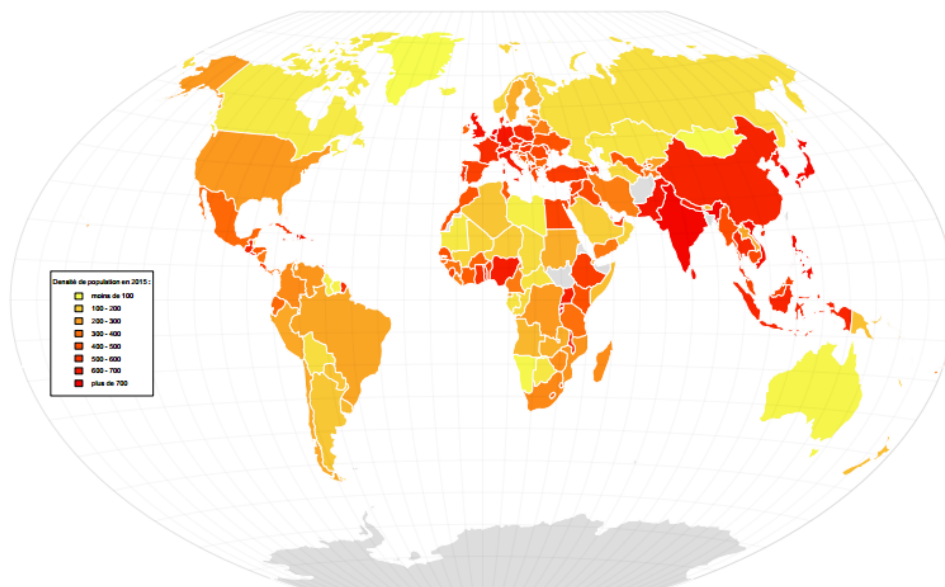 Densité de population en 2015 :
moins de 100
100 - 200
200 - 300
300 - 400
400 - 500
500 - 600
600 - 700
plus de 700